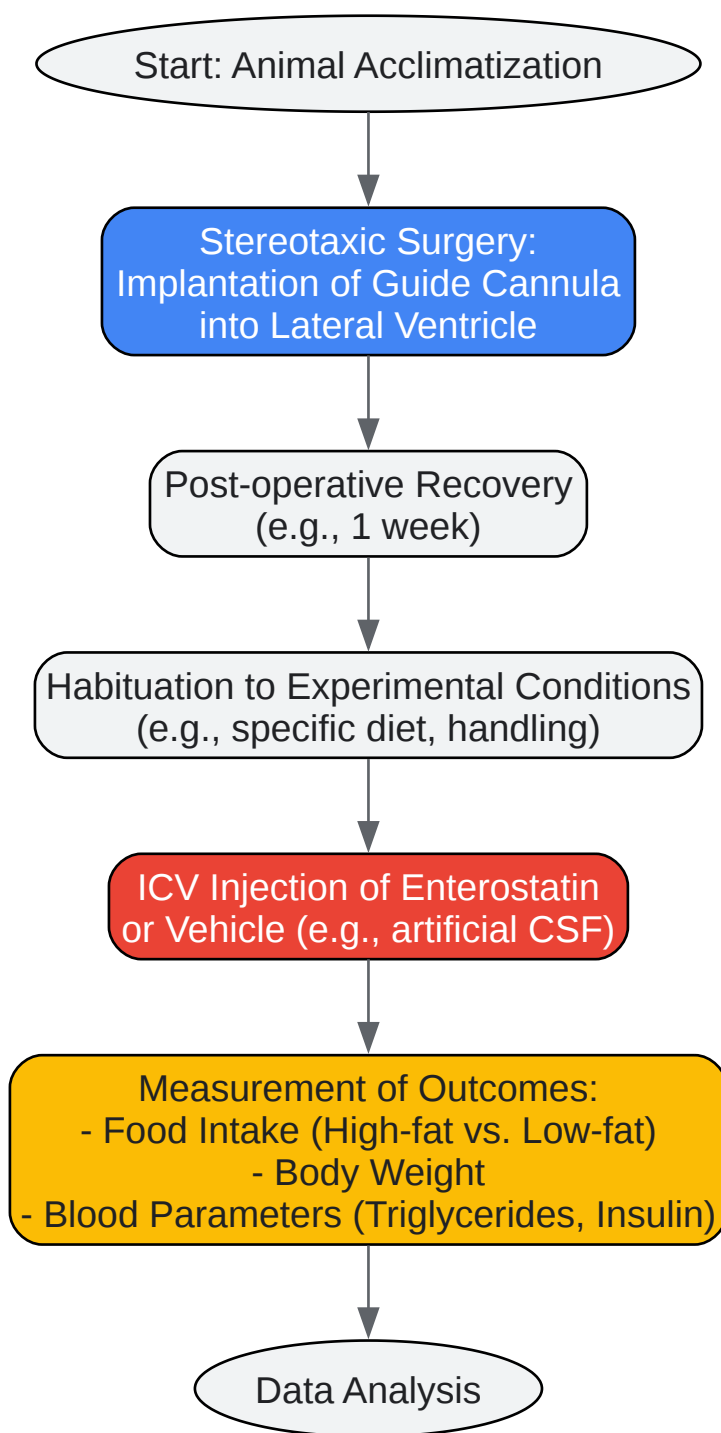 Start: Animal Acclimatization
Stereotaxic Surgery:
Implantation of Guide Cannula
into Lateral Ventricle
Post-operative Recovery
(e.g., 1 week)
Habituation to Experimental Conditions
(e.g., specific diet, handling)
ICV Injection of Enterostatin
or Vehicle (e.g., artificial CSF)
Measurement of Outcomes:
- Food Intake (High-fat vs. Low-fat)
- Body Weight
- Blood Parameters (Triglycerides, Insulin)
Data Analysis